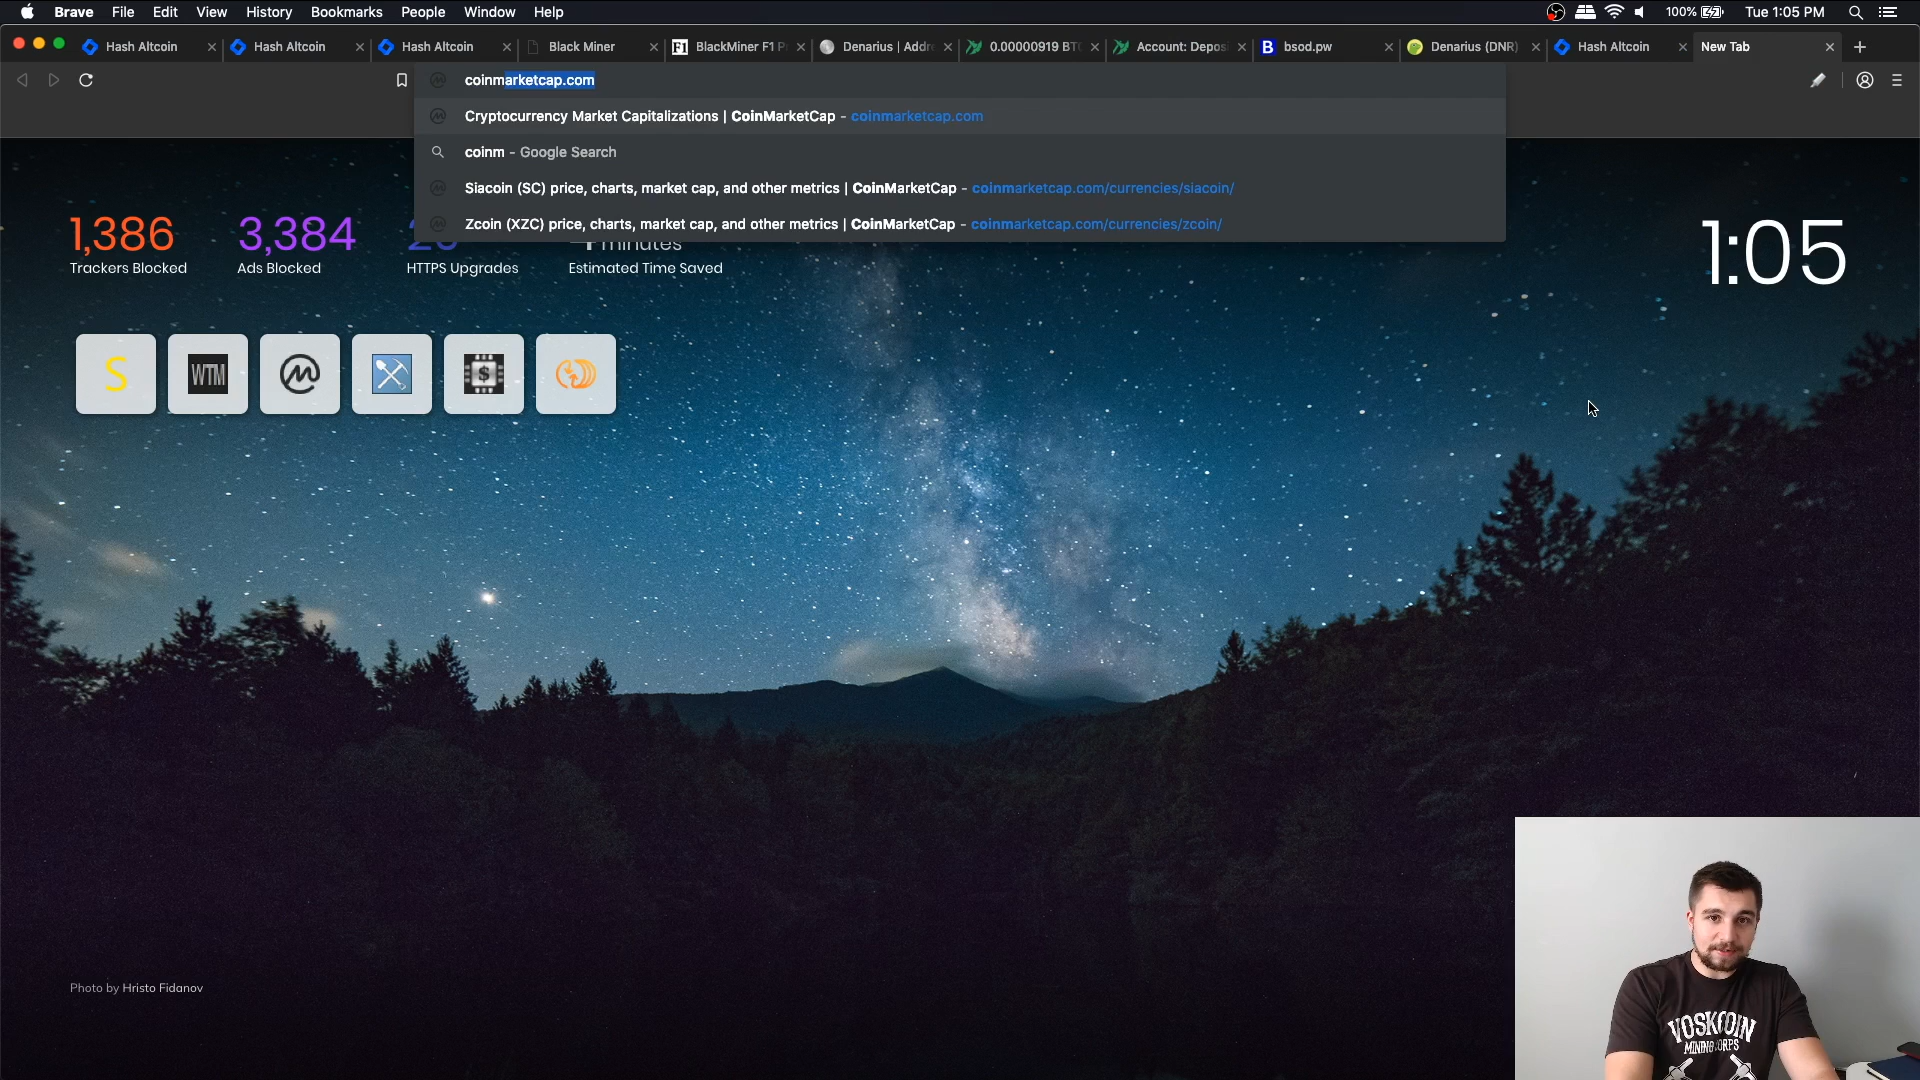 Brave File Edit View History Bookmarks People Window Help 100% Tue 1:05 PM
Hash Altcoin Hash Altcoin Hash Altcoin Black Miner BlackMiner F1 P Denarius | Addre 0.00000919 BT Account: Depos bsod.pw Denarius (DNR) Hash Altcoin New Tab
coinmarketcap.com
Cryptocurrency Market Capitalizations | CoinMarketCap - coinmarketcap.com
coinm - Google Search
Siacoin (SC) price, charts, market cap, and other metrics | CoinMarketCap - coinmarketcap.com/currencies/siacoin/
Zcoin (XZC) price, charts, market cap, and other metrics | CoinMarketCap - coinmarketcap.com/currencies/zcoin/
1,386 3,384 minutes
Trackers Blocked Ads Blocked HTTPS Upgrades Estimated Time Saved
1:05
S WTM $
Photo by Hristo Fidanov
VOSKCOIN
MINING CORPS